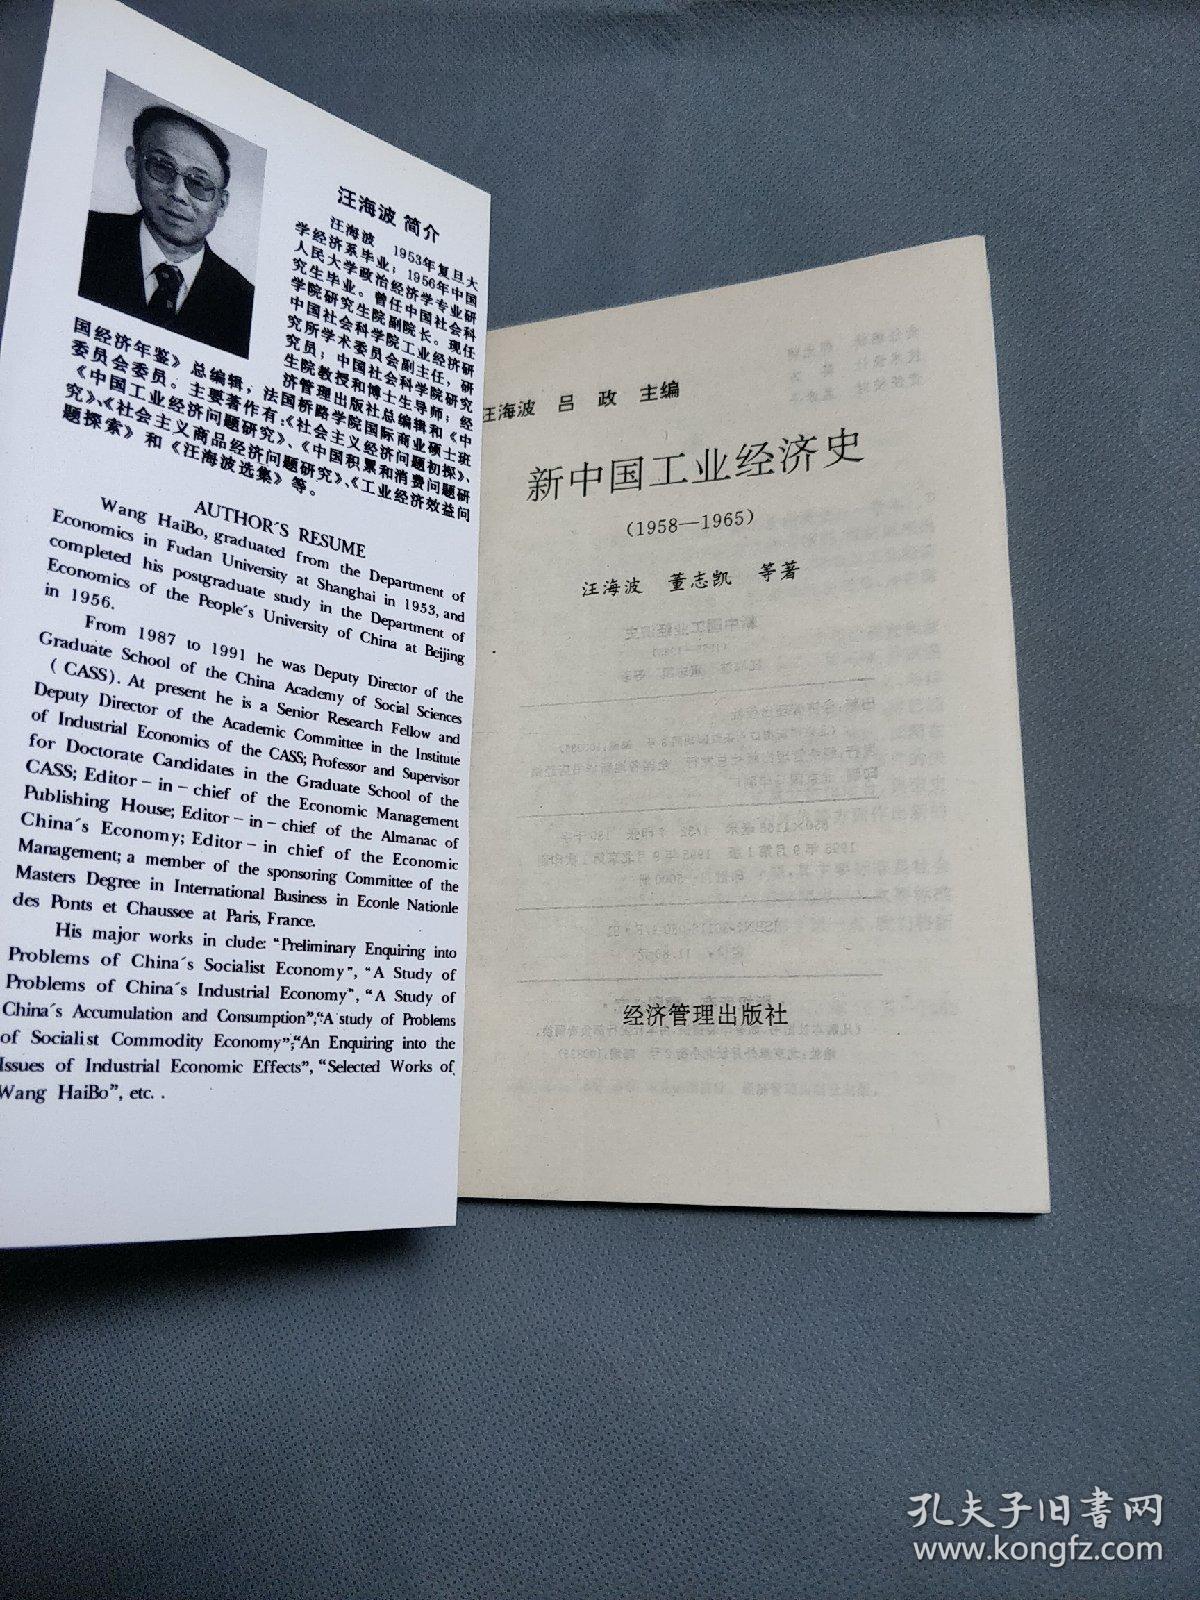 汪海波 简介
汪海波 1953年复旦大
学经济系毕业；1956年中国
人民大学政治经济学专业研
究生毕业。曾任中国社会科
学院研究生院副院长。现任
中国社会科学院工业经济研
究所学术委员会副主任，研
究员；中国社会科学院研究
生院教授和博士生导师；经
济管理出版社总编辑和《中
国经济年鉴》总编辑，法国桥路学院国际商业硕士班
委员会委员。主要著作有：《社会主义经济问题初探》、
《中国工业经济问题研究》、《中国积累和消费问题研
究》、《社会主义商品经济问题研究》、《工业经济效益问
题探索》和《汪海波选集》等。
AUTHOR'S RESUME
Wang HaiBo, graduated from the Department of
Economics in Fudan University at Shanghai in 1953, and
completed his postgraduate study in the Department of
Economics of the People's University of China at Beijing
in 1956.
From 1987 to 1991 he was Deputy Director of the
Graduate School of the China Academy of Social Sciences
(CASS). At present he is a Senior Research Fellow and
Deputy Director of the Academic Committee in the Institute
of Industrial Economics of the CASS; Professor and Supervisor
for Doctorate Candidates in the Graduate School of the
CASS; Editor-in-chief of the Economic Management
Publishing House; Editor-in-chief of the Almanac of
China's Economy; Editor-in chief of the Economic
Management; a member of the sponsoring Committee of the
Masters Degree in International Business in Econle Nationle
des Ponts et Chaussee at Paris, France.
His major works in clude: "Preliminary Enquiring into
Problems of China's Socialist Economy", "A Study of
Problems of China's Industrial Economy", "A Study of
China's Accumulation and Consumption","A study of Problems
of Socialist Commodity Economy";"An Enquiring into the
Issues of Industrial Economic Effects", "Selected Works of
Wang HaiBo", etc. .
汪海波 吕 政 主编
新中国工业经济史
(1958—1965)
汪海波 董志凯 等著
经济管理出版社
孔夫子旧书网
www.kongfz.com